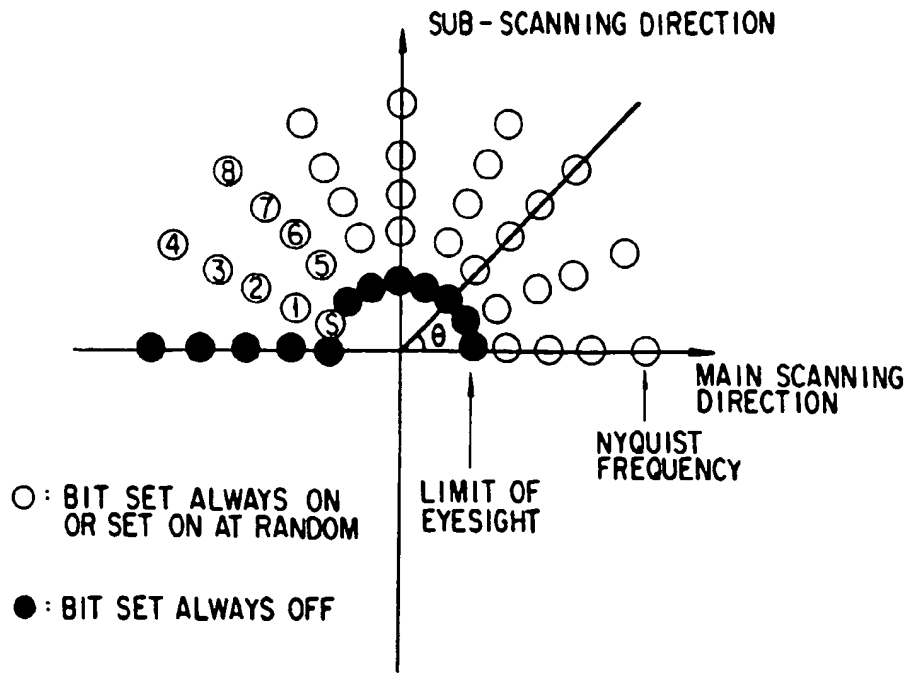 SUB-SCANNING DIRECTION
8
7
6
5
4
3
2
1
S
θ
MAIN SCANNING
DIRECTION
NYQUIST
FREQUENCY
LIMIT OF
EYESIGHT
○: BIT SET ALWAYS ON
OR SET ON AT RANDOM
●: BIT SET ALWAYS OFF